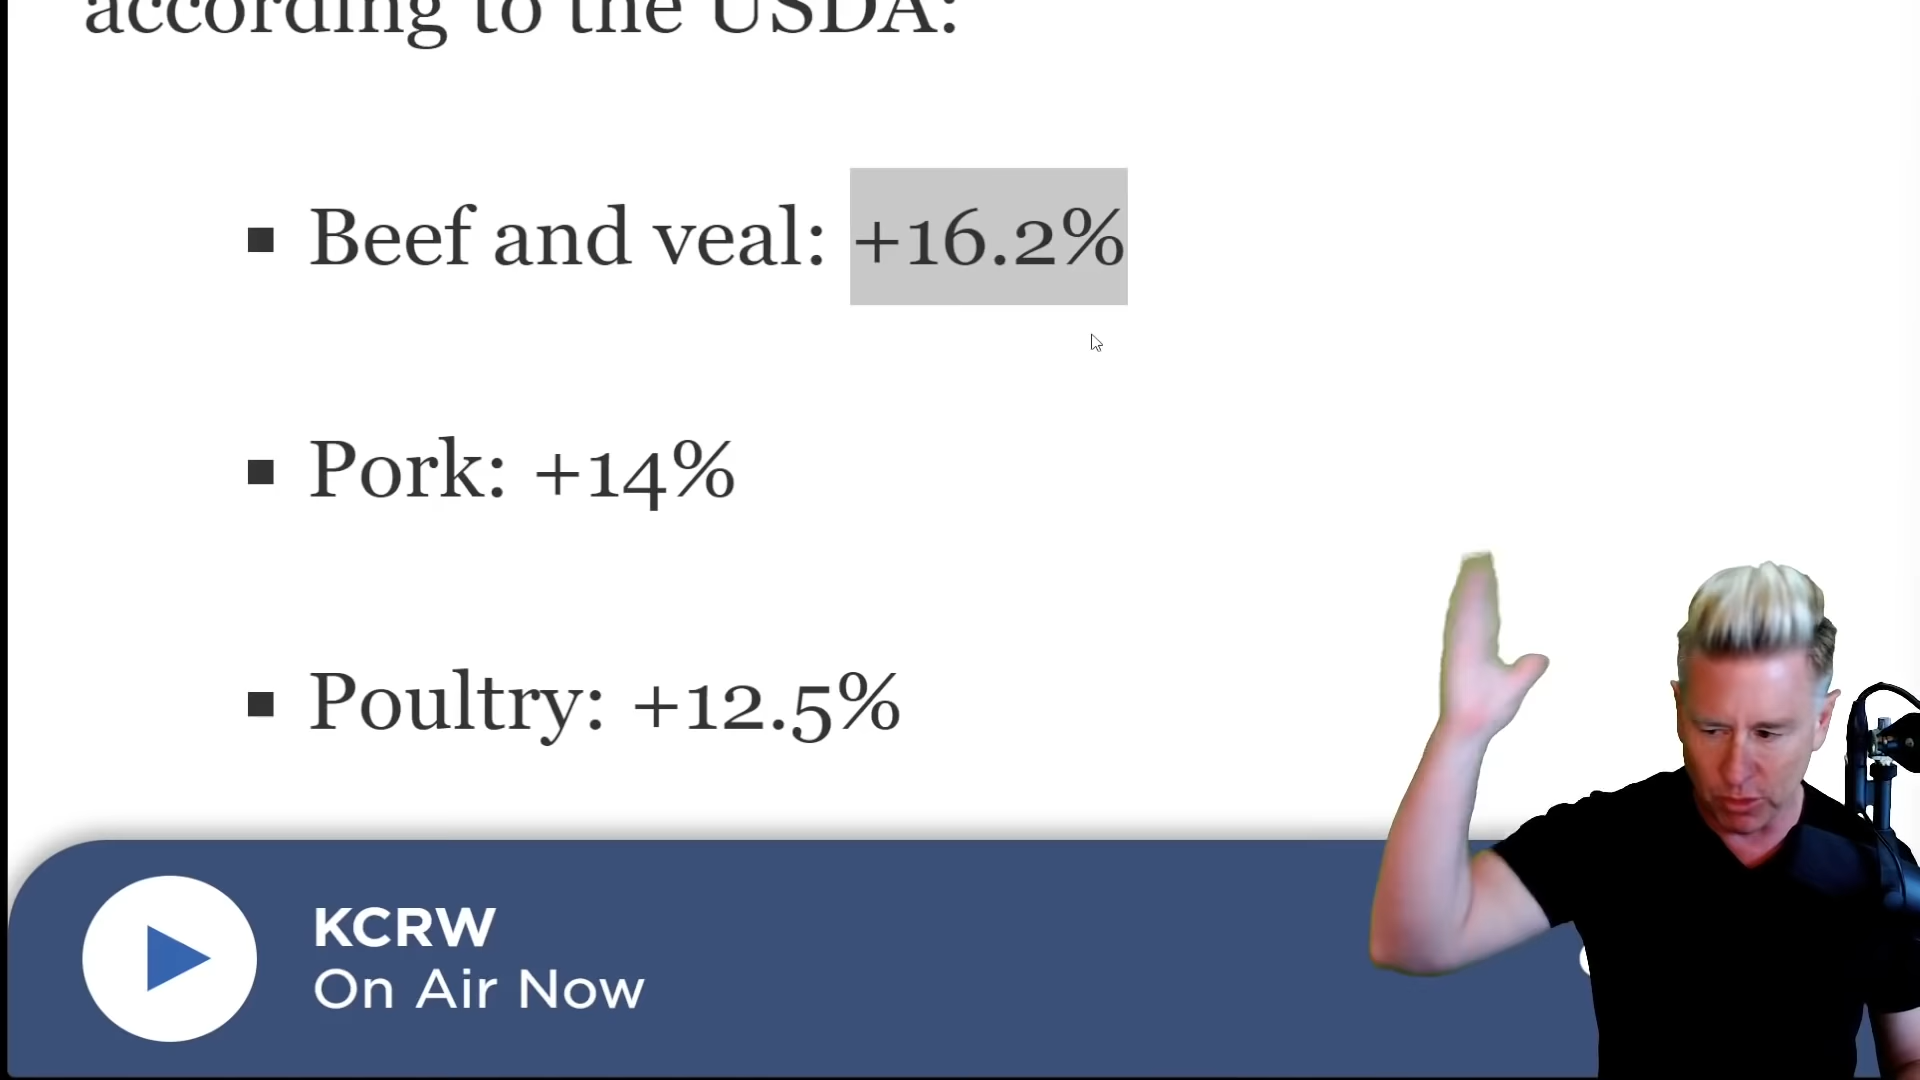 according to the USDA:
Beef and veal: +16.2%
Pork: +14%
Poultry: +12.5%
KCRW
On Air Now